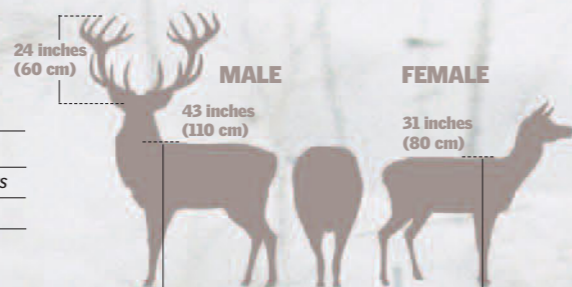 24 inches
(60 cm)
MALE
FEMALE
43 inches
(110 cm)
31 inches
(80 cm)
s